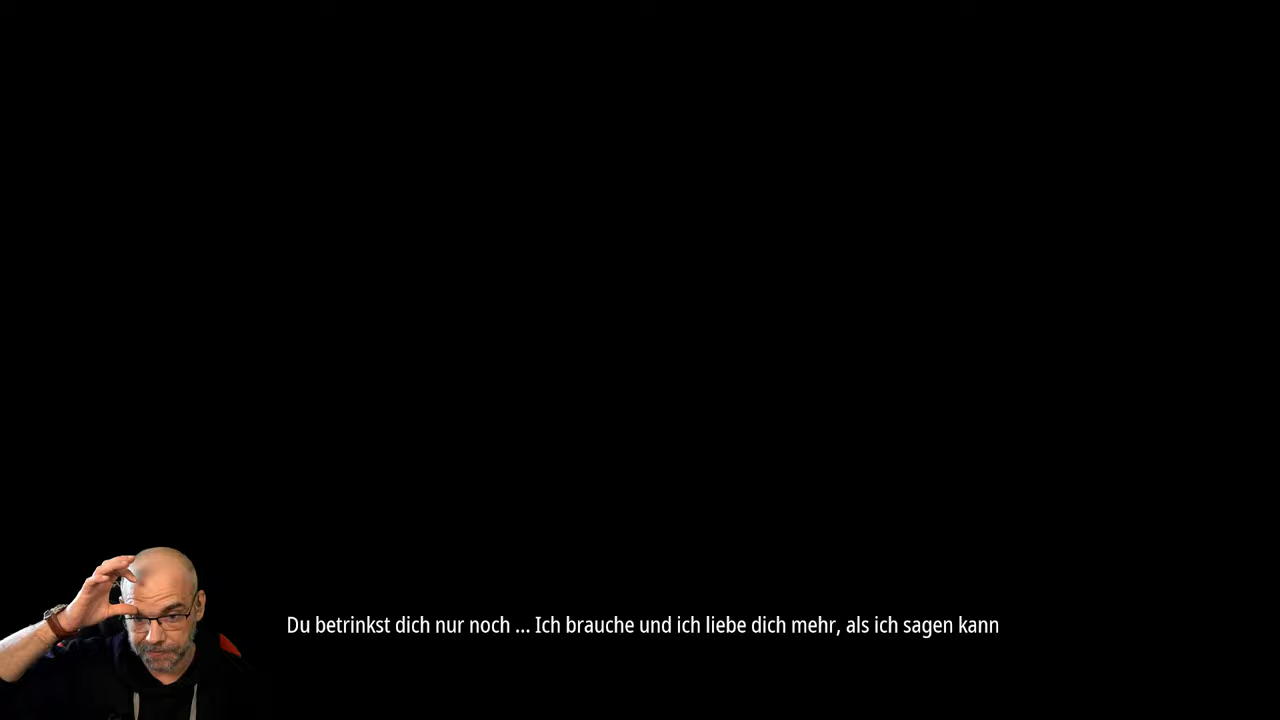 Du betrinkst dich nur noch ... Ich brauche und ich liebe dich mehr, als ich sagen kann